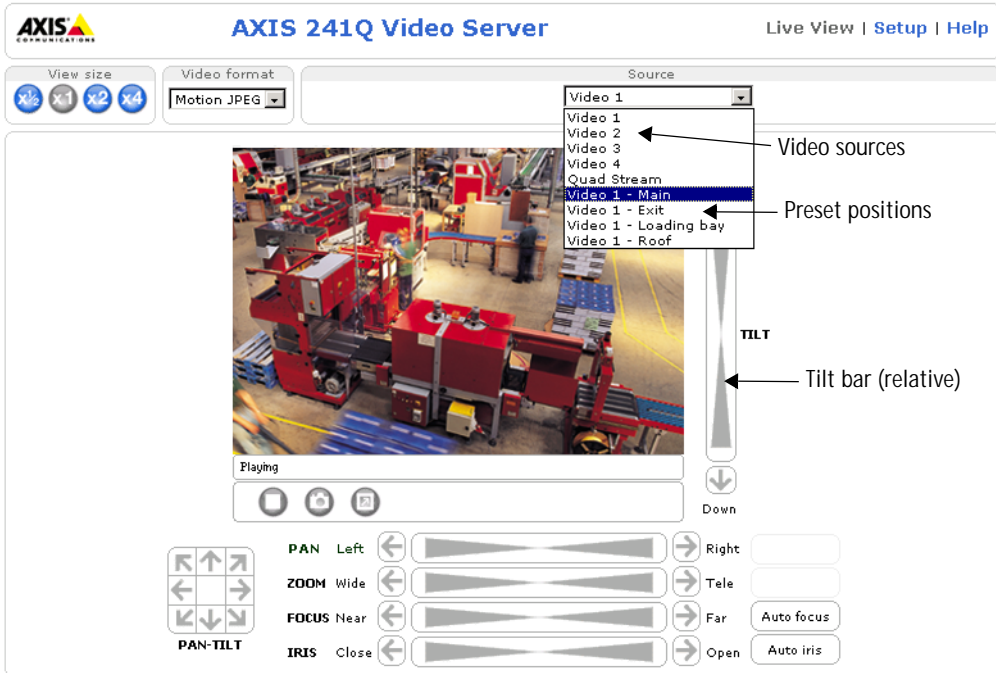 AXIS
COMMUNICATIONS
AXIS 241Q Video Server
Live View | Setup | Help
View size
Video format
Source
x½ x1 x2 x4
Motion JPEG
Video 1
Video 1
Video 2
Video 3
Video 4
Quad Stream
Video 1 - Main
Video 1 - Exit
Video 1 - Loading bay
Video 1 - Roof
Video sources
Preset positions
TILT
Tilt bar (relative)
Playing
Down
PAN Left Right
ZOOM Wide Tele
FOCUS Near Far Auto focus
IRIS Close Open Auto iris
PAN-TILT